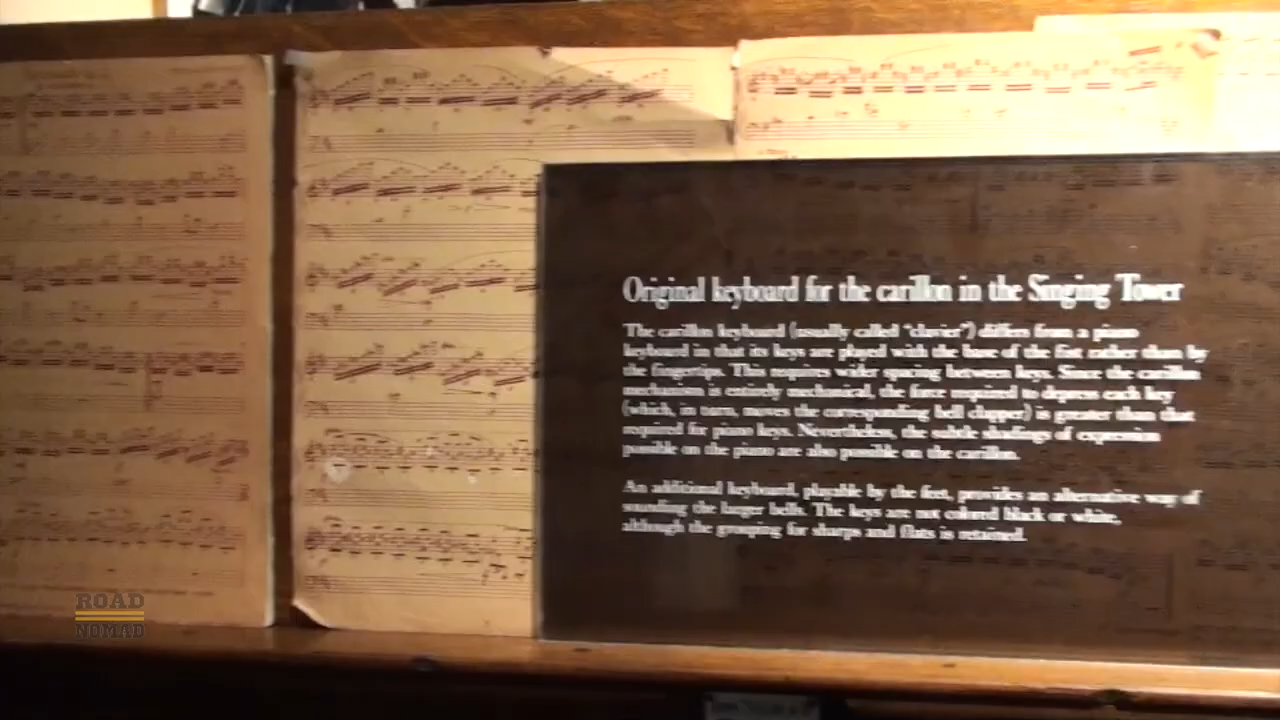 Original keyboard for the carillon in the Singing Tower
The carillon keyboard (usually called "clavier") differs from a piano
keyboard in that its keys are played with the base of the fist rather than by
the fingertips. This requires wider spacing between keys. Since the carillon
mechanism is entirely mechanical, the force required to depress each key
(which, in turn, moves the corresponding bell clapper) is greater than that
required for piano keys. Nevertheless, the subtle shadings of expression
possible on the piano are also possible on the carillon.
An additional keyboard, playable by the feet, provides an alternative way of
sounding the larger bells. The keys are not colored black or white,
although the grouping for sharps and flats is retained.
ROAD
NOMAD